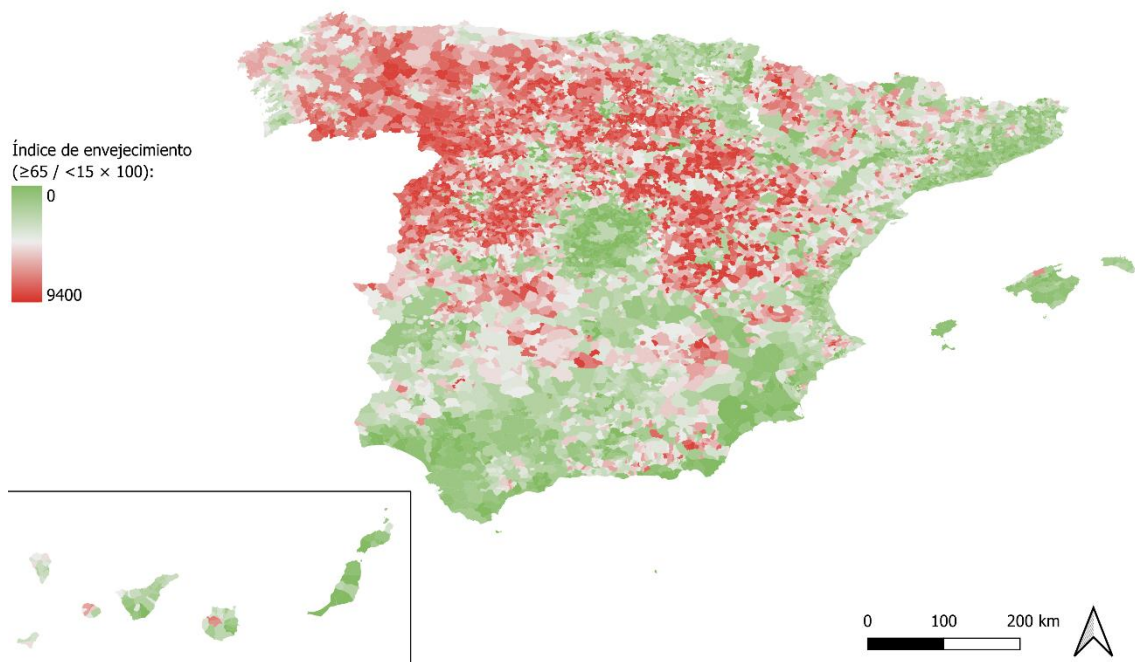 Índice de envejecimiento
(≥65 / <15 × 100):
0
9400
0 100 200 km